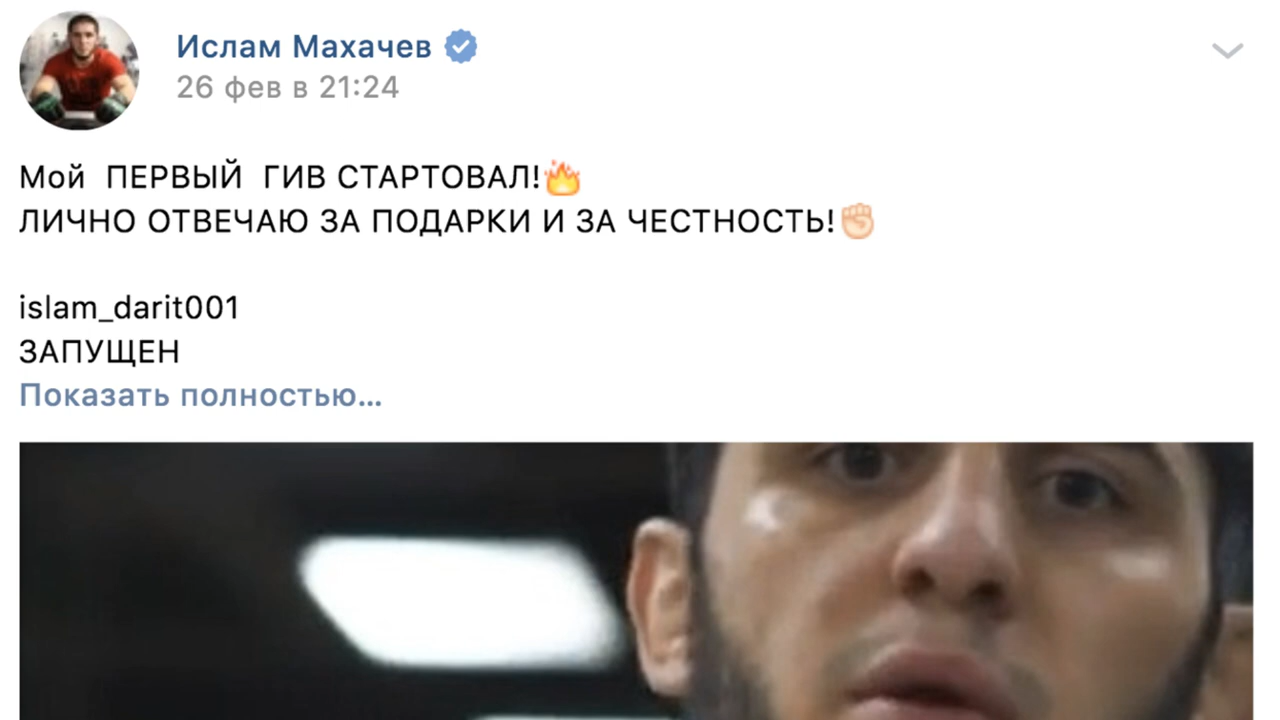 Ислам Махачев
26 фев в 21:24
Мой ПЕРВЫЙ ГИВ СТАРТОВАЛ!🔥
ЛИЧНО ОТВЕЧАЮ ЗА ПОДАРКИ И ЗА ЧЕСТНОСТЬ!✊🏻
islam_darit001
ЗАПУЩЕН
Показать полностью...